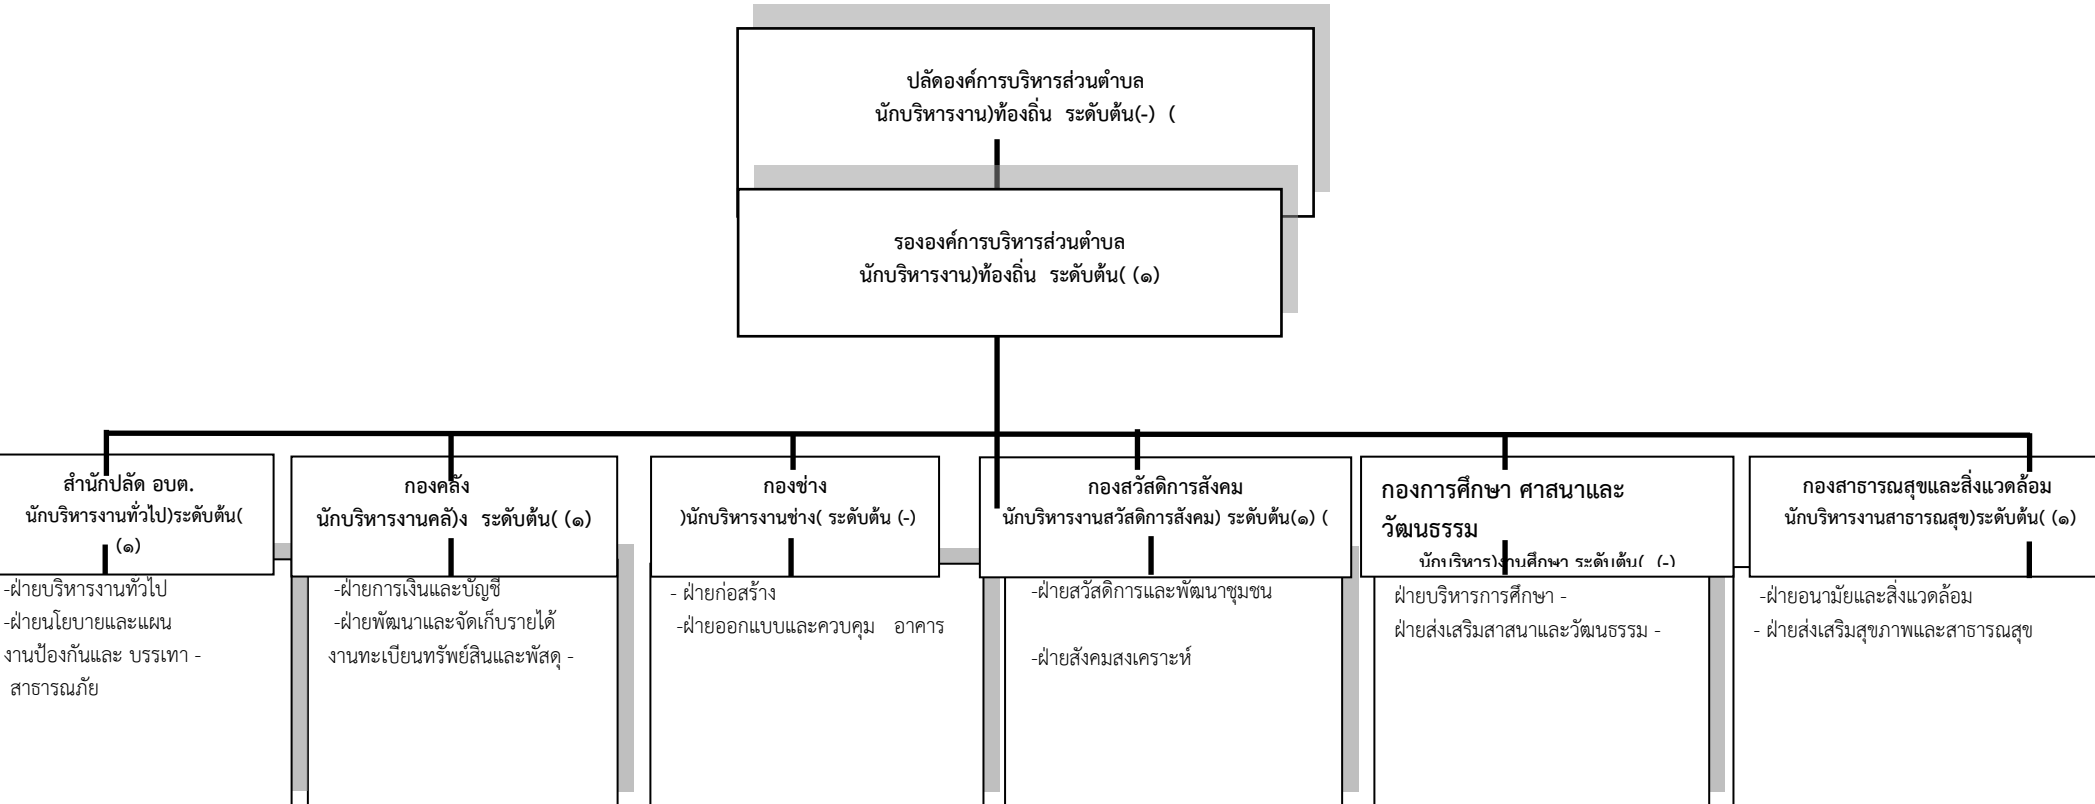 ปลัดองค์การบริหารส่วนตำบล
นักบริหารงาน)ท้องถิ่น ระดับต้น(-) (
รององค์การบริหารส่วนตำบล
นักบริหารงาน)ท้องถิ่น ระดับต้น( (๑)
สำนักปลัด อบต.
นักบริหารงานทั่วไป)ระดับต้น(
(๑)
-ฝ่ายบริหารงานทั่วไป
-ฝ่ายนโยบายและแผน
งานป้องกันและ บรรเทา -
สาธารณภัย
กองคลัง
นักบริหารงานคลั)ง ระดับต้น( (๑)
-ฝ่ายการเงินและบัญชี
-ฝ่ายพัฒนาและจัดเก็บรายได้
งานทะเบียนทรัพย์สินและพัสดุ -
กองช่าง
)นักบริหารงานช่าง( ระดับต้น (-)
- ฝ่ายก่อสร้าง
-ฝ่ายออกแบบและควบคุม อาคาร
กองสวัสดิการสังคม
นักบริหารงานสวัสดิการสังคม) ระดับต้น(๑) (
-ฝ่ายสวัสดิการและพัฒนาชุมชน
-ฝ่ายสังคมสงเคราะห์
กองการศึกษา ศาสนาและ
วัฒนธรรม
นักบริหาร)งานศึกษา ระดับต้น( (-)
ฝ่ายบริหารการศึกษา -
ฝ่ายส่งเสริมสาสนาและวัฒนธรรม -
กองสาธารณสุขและสิ่งแวดล้อม
นักบริหารงานสาธารณสุข)ระดับต้น( (๑)
-ฝ่ายอนามัยและสิ่งแวดล้อม
- ฝ่ายส่งเสริมสุขภาพและสาธารณสุข